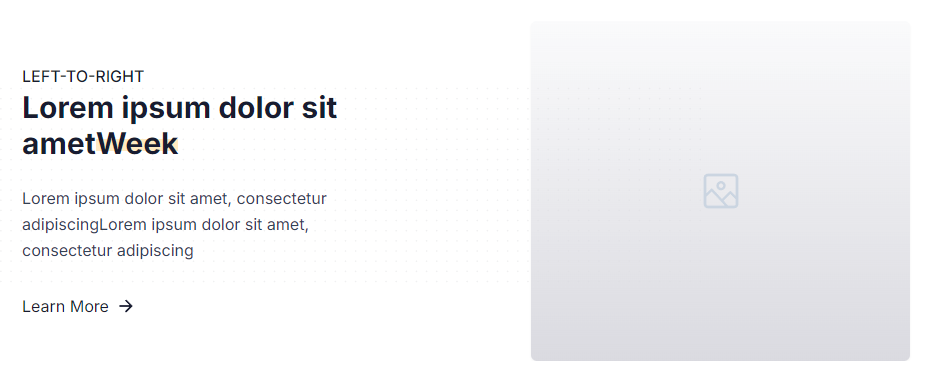 LEFT-TO-RIGHT
Lorem ipsum dolor sit
ametWeek
Lorem ipsum dolor sit amet, consectetur
adipiscingLorem ipsum dolor sit amet,
consectetur adipiscing
Learn More →